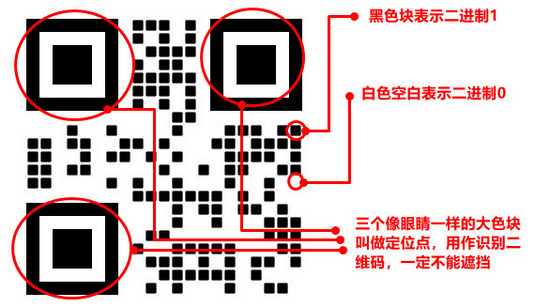 黑色块表示二进制1
白色空白表示二进制0
三个像眼睛一样的大色块
叫做定位点，用作识别二
维码，一定不能遮挡